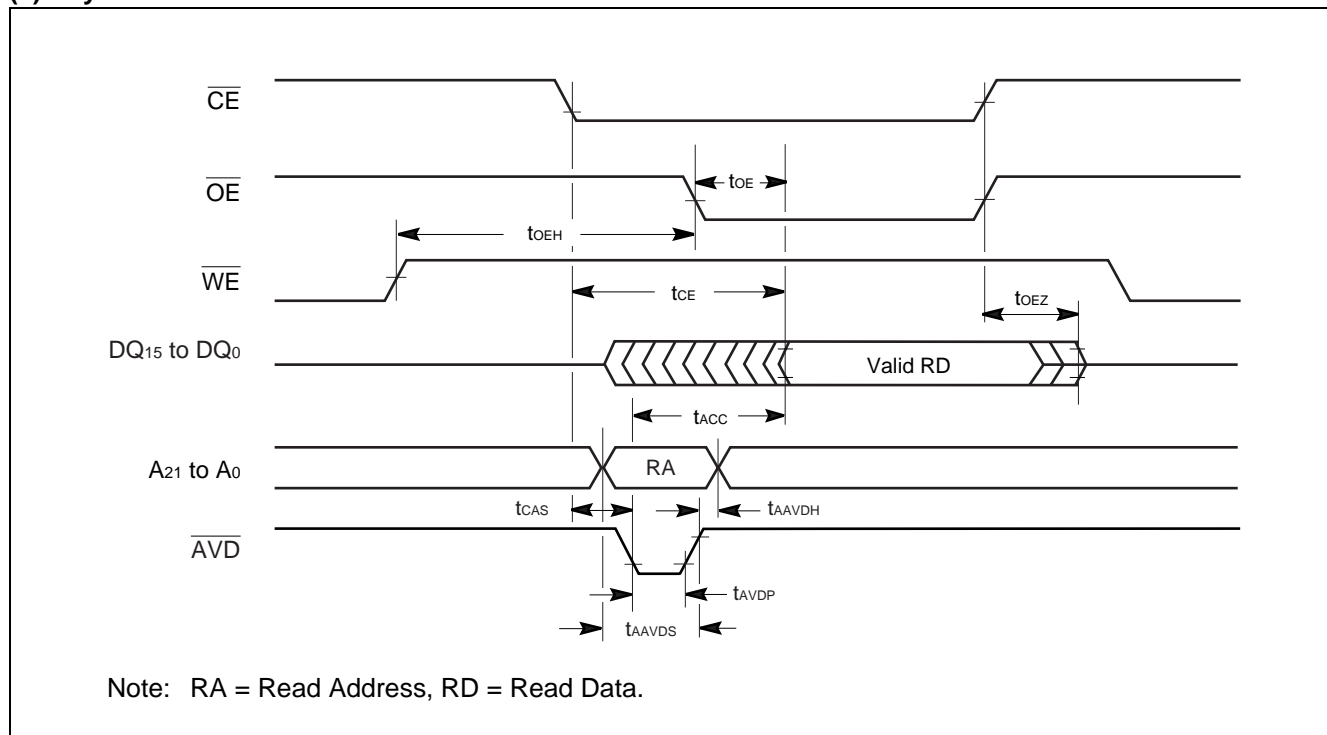 CE
OE
tOE
tOEH
WE
tCE
tOEZ
DQ15 to DQ0
Valid RD
tACC
A21 to A0
RA
tCAS
tAAVDH
AVD
tAVDP
tAAVDS
Note: RA = Read Address, RD = Read Data.